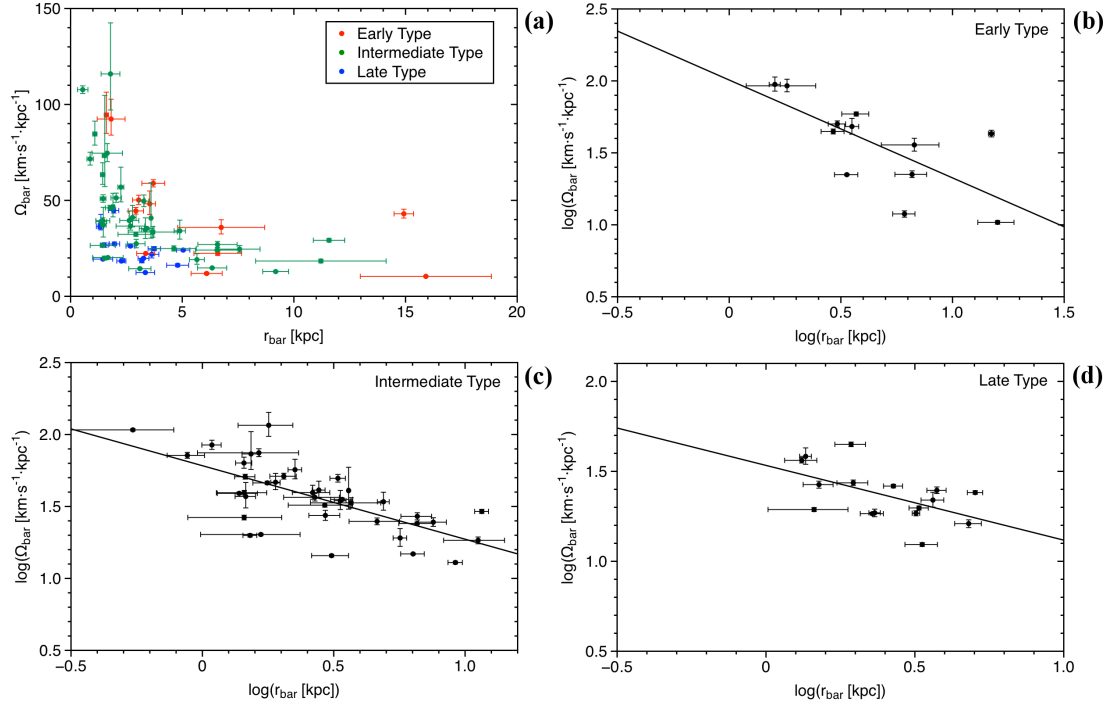 (a)
Early Type
Intermediate Type
Late Type
150
100
50
0
Ω_bar [km·s⁻¹·kpc⁻¹]
0 5 10 15 20
r_bar [kpc]
(b)
Early Type
2.5
2.0
1.5
1.0
0.5
log(Ω_bar [km·s⁻¹·kpc⁻¹])
−0.5 0 0.5 1.0 1.5
log(r_bar [kpc])
(c)
Intermediate Type
2.5
2.0
1.5
1.0
0.5
log(Ω_bar [km·s⁻¹·kpc⁻¹])
−0.5 0 0.5 1.0
log(r_bar [kpc])
(d)
Late Type
2.0
1.5
1.0
0.5
log(Ω_bar [km·s⁻¹·kpc⁻¹])
−0.5 0 0.5 1.0
log(r_bar [kpc])